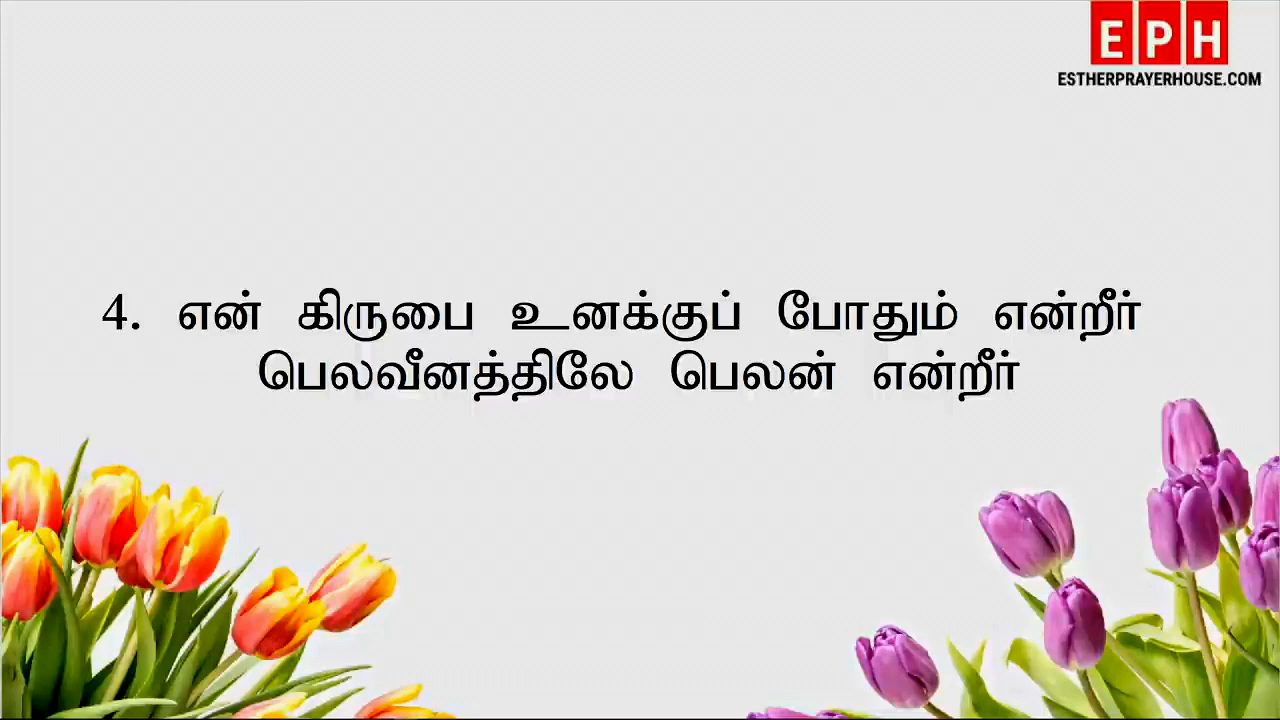 EPH
ESTHERPRAYERHOUSE.COM
4. என் கிருபை உனக்குப் போதும் என்றீர்
பெலவீனத்திலே பெலன் என்றீர்